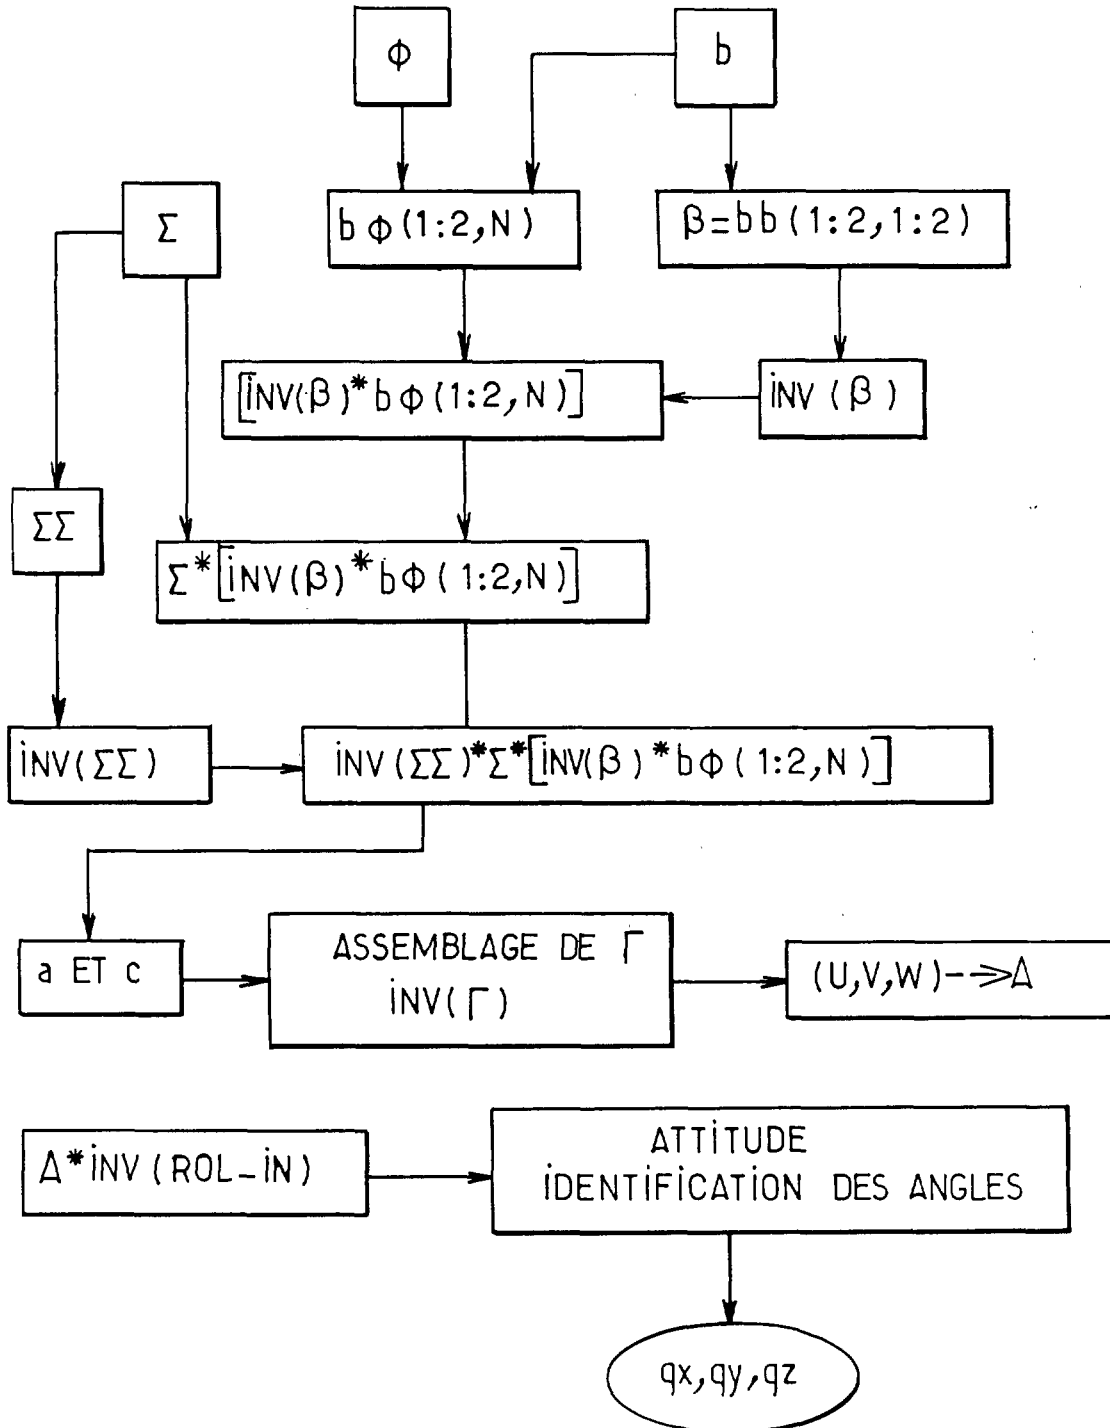 Φ
b
Σ
bΦ(1:2,N)
β=bb(1:2,1:2)
[iNV(β)*bΦ(1:2,N)]
iNV(β)
ΣΣ
Σ*[iNV(β)*bΦ(1:2,N)]
iNV(ΣΣ)
iNV(ΣΣ)*Σ*[iNV(β)*bΦ(1:2,N)]
a ET c
ASSEMBLAGE DE Γ
iNV(Γ)
(U,V,W)-->Δ
Δ*iNV(ROL-iN)
ATTiTUDE
iDENTiFiCATiON DES ANGLES
qx,qy,qz